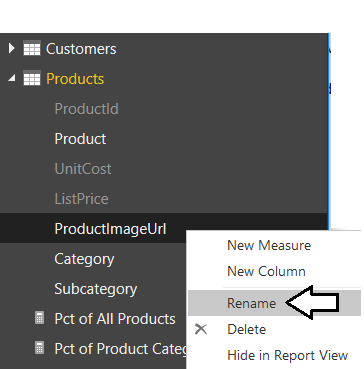 Customers
Products
ProductId
Product
UnitCost
ListPrice
ProductImageUrl
Category
Subcategory
Pct of All Products
Pct of Product Categ
New Measure
New Column
Rename
Delete
Hide in Report View